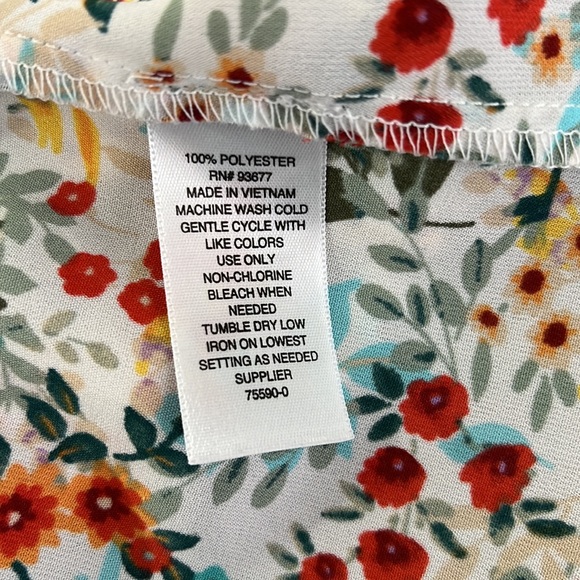 100% POLYESTER
RN# 93677
MADE IN VIETNAM
MACHINE WASH COLD
GENTLE CYCLE WITH
LIKE COLORS
USE ONLY
NON-CHLORINE
BLEACH WHEN
NEEDED
TUMBLE DRY LOW
IRON ON LOWEST
SETTING AS NEEDED
SUPPLIER
75590-0